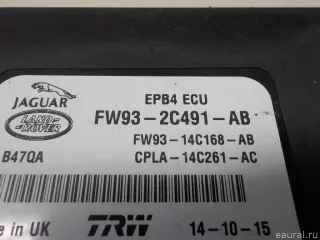 JAGUAR
EPB4 ECU
LAND-
ROVER
FW93-2C491-AB
FW93-14C168-AB
B47QA
CPLA-14C261-AC
e in UK
TRW
14-10-15
© eaural.ru